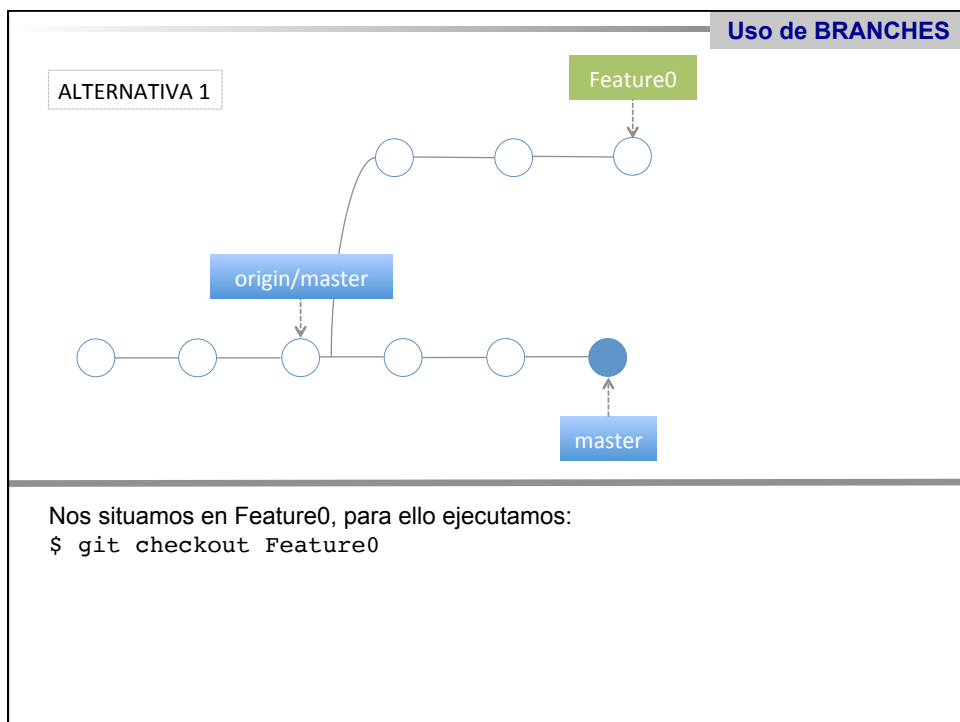 Uso de BRANCHES
ALTERNATIVA 1
Feature0
origin/master
master
Nos situamos en Feature0, para ello ejecutamos:
$ git checkout Feature0